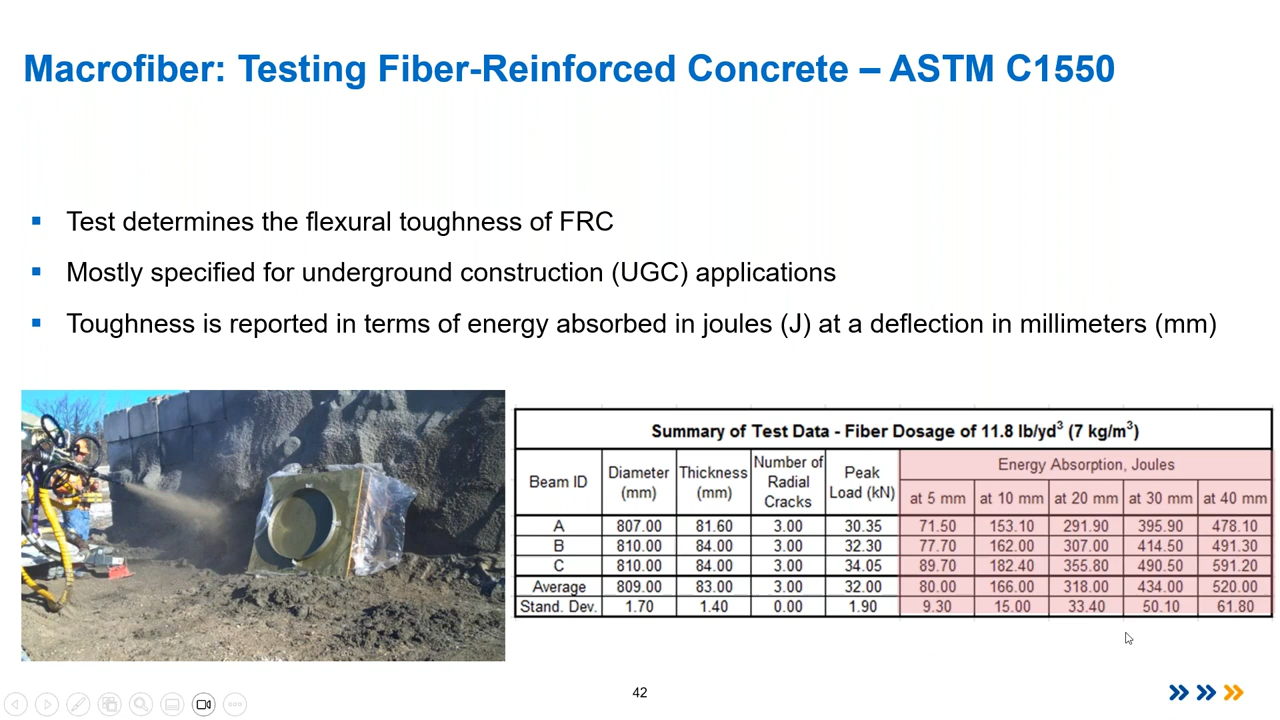 Macrofiber: Testing Fiber-Reinforced Concrete – ASTM C1550
▪ Test determines the flexural toughness of FRC
▪ Mostly specified for underground construction (UGC) applications
▪ Toughness is reported in terms of energy absorbed in joules (J) at a deflection in millimeters (mm)
Summary of Test Data - Fiber Dosage of 11.8 lb/yd³ (7 kg/m³)
Beam ID Diameter (mm) Thickness (mm) Number of Radial Cracks Peak Load (kN) Energy Absorption, Joules
at 5 mm at 10 mm at 20 mm at 30 mm at 40 mm
A 807.00 81.60 3.00 30.35 71.50 153.10 291.90 395.90 478.10
B 810.00 84.00 3.00 32.30 77.70 162.00 307.00 414.50 491.30
C 810.00 84.00 3.00 34.05 89.70 182.40 355.80 490.50 591.20
Average 809.00 83.00 3.00 32.00 80.00 166.00 318.00 434.00 520.00
Stand. Dev. 1.70 1.40 0.00 1.90 9.30 15.00 33.40 50.10 61.80
42